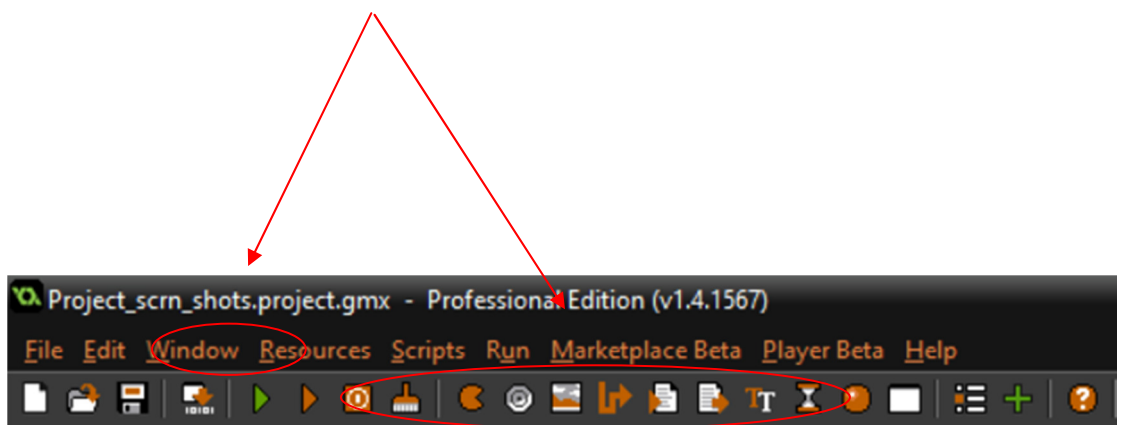 Project_scrn_shots.project.gmx - Professional Edition (v1.4.1567)
File Edit Window Resources Scripts Run Marketplace Beta Player Beta Help